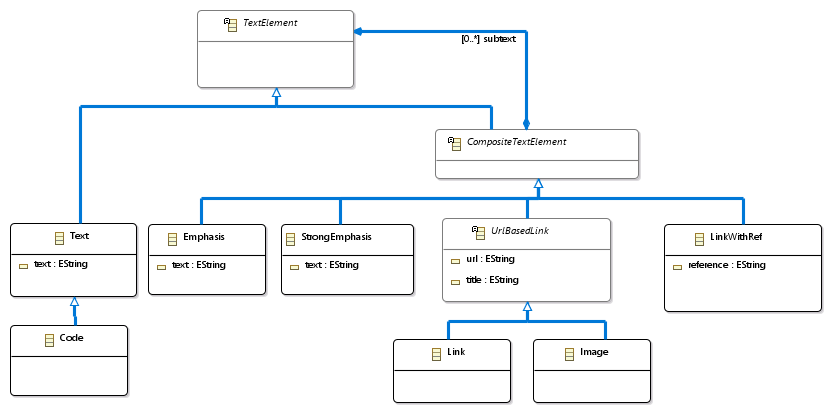 TextElement
[0..*] subtext
CompositeTextElement
Text
text : EString
Emphasis
text : EString
StrongEmphasis
text : EString
UrlBasedLink
url : EString
title : EString
LinkWithRef
reference : EString
Code
Link
Image